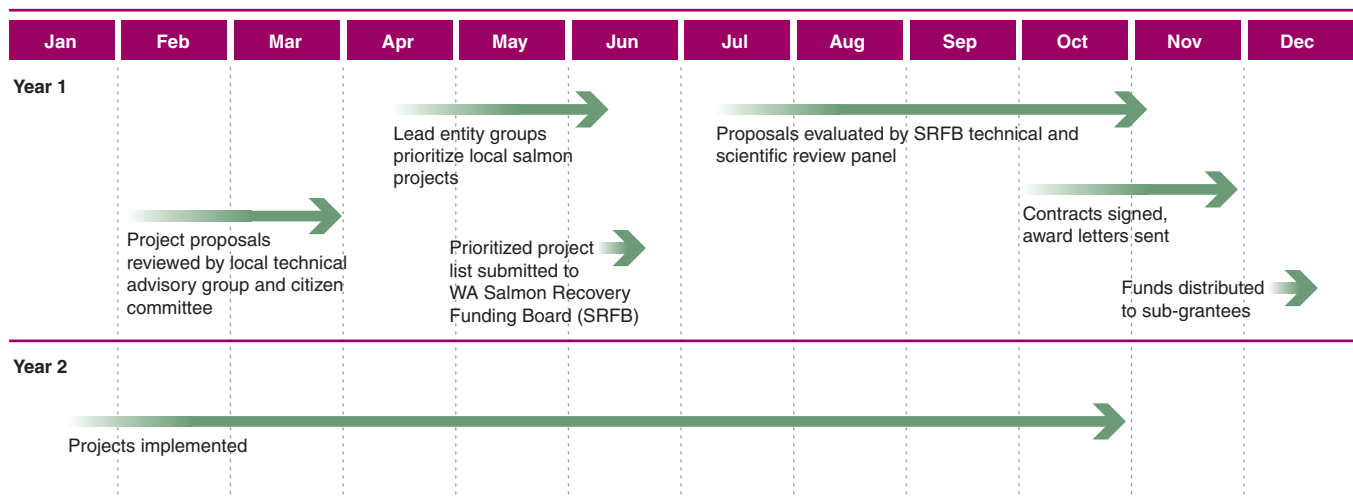 Jan Feb Mar Apr May Jun Jul Aug Sep Oct Nov Dec
Year 1
Project proposals
reviewed by local technical
advisory group and citizen
committee
Lead entity groups
prioritize local salmon
projects
Prioritized project
list submitted to
WA Salmon Recovery
Funding Board (SRFB)
Proposals evaluated by SRFB technical and
scientific review panel
Contracts signed,
award letters sent
Funds distributed
to sub-grantees
Year 2
Projects implemented